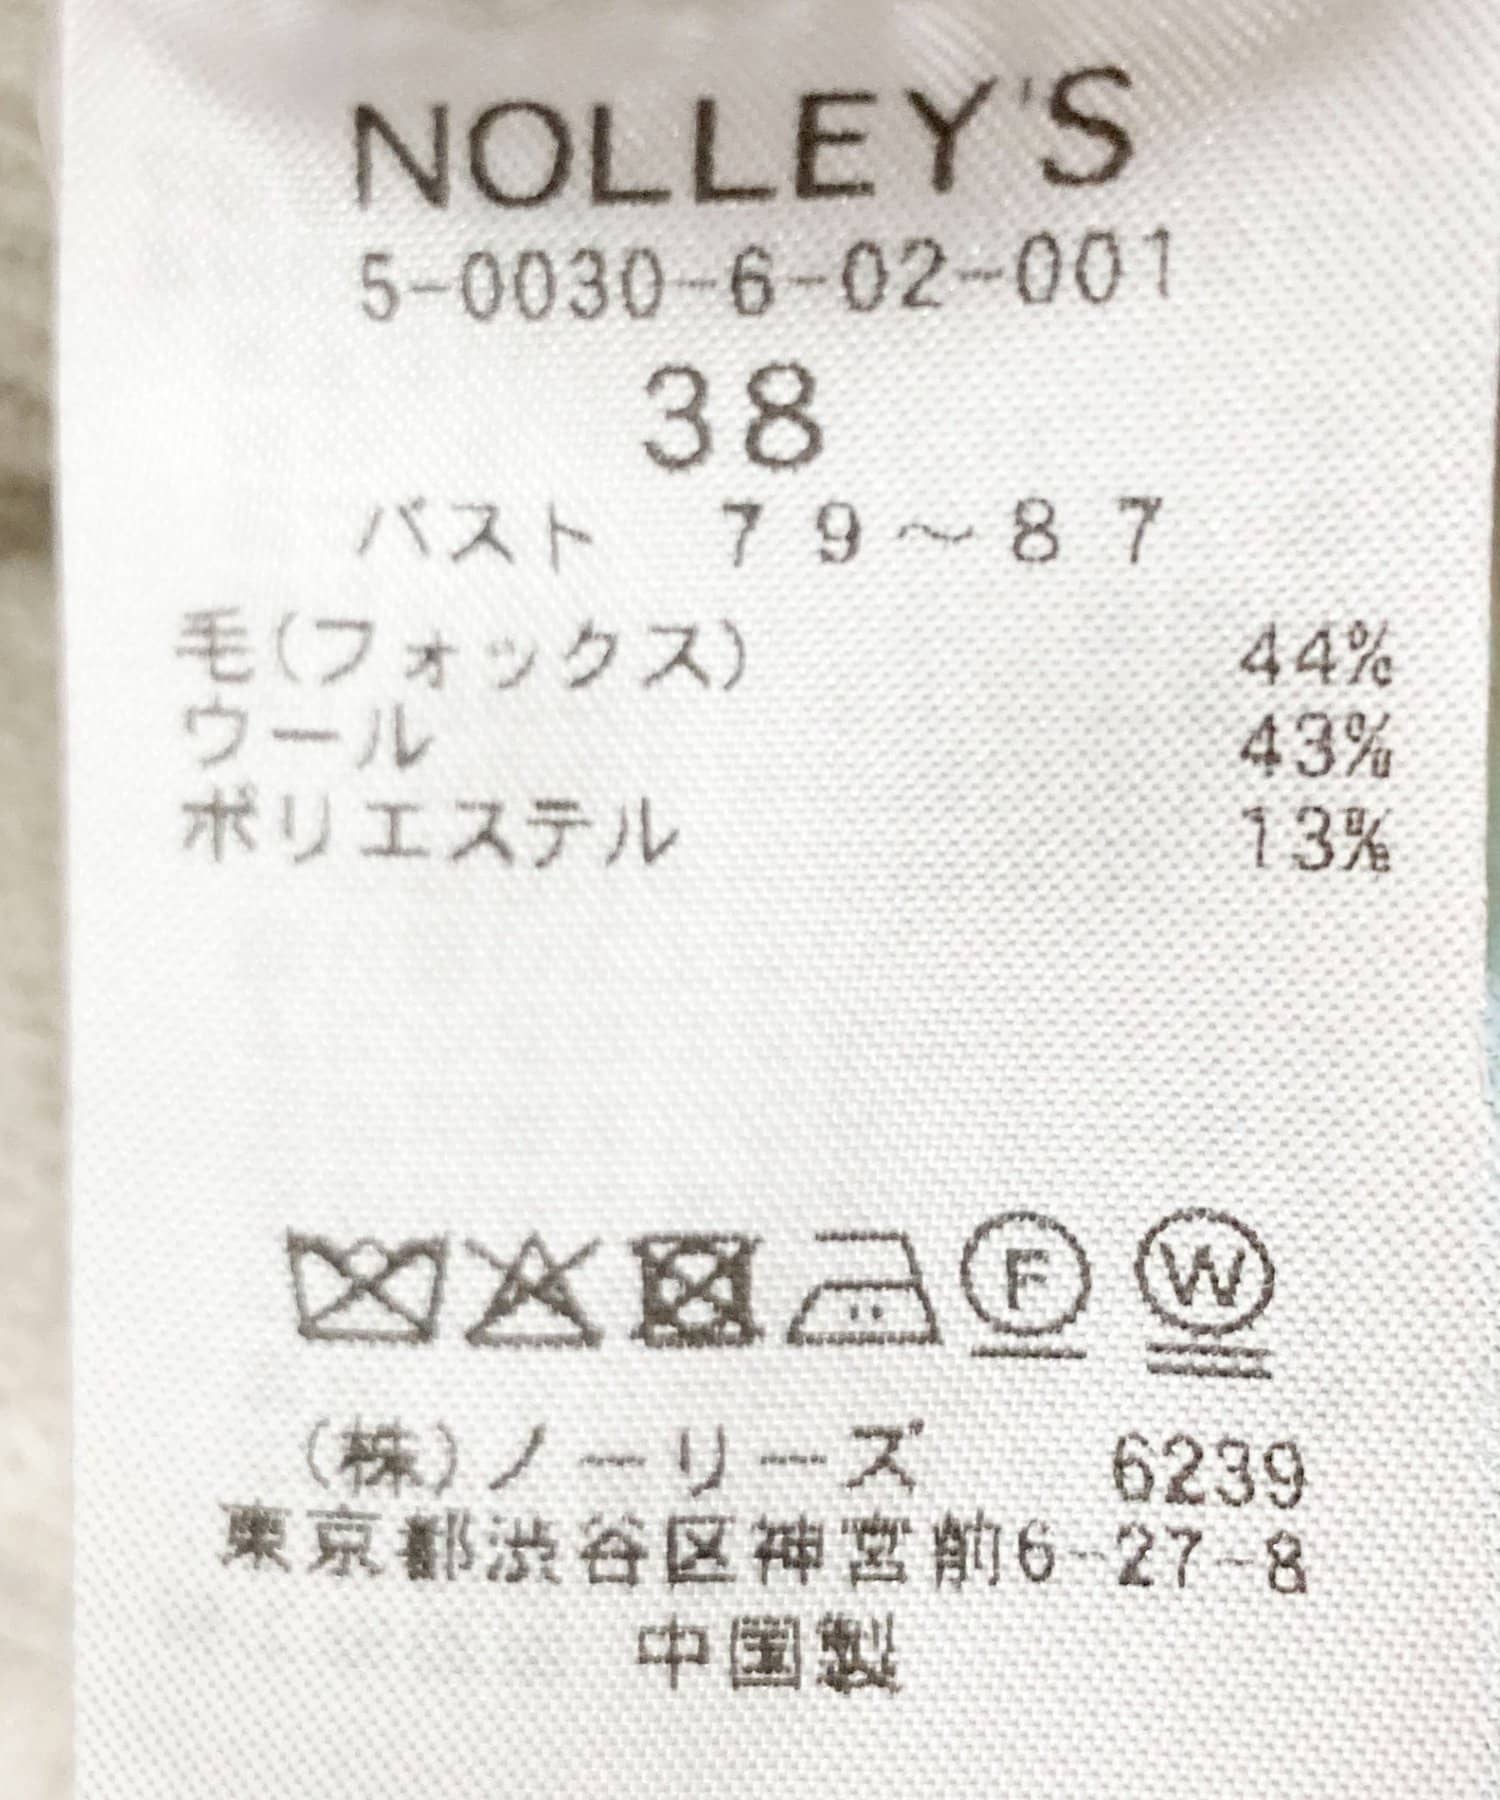 NOLLEY'S
5-0030-6-02-001
38
バスト 79～87
毛(フォックス) 44%
ウール 43%
ポリエステル 13%
F W
(株)ノーリーズ 6239
東京都渋谷区神宮前6-27-8
中国製